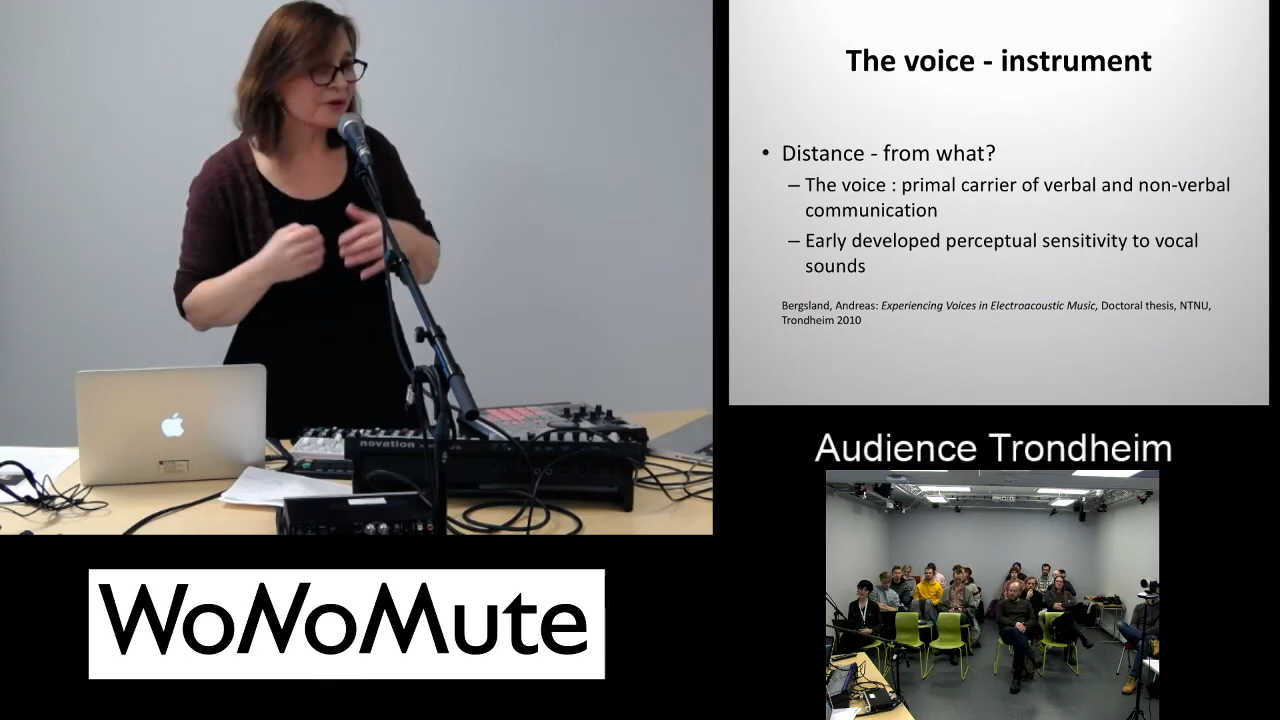 The voice - instrument
• Distance - from what?
– The voice : primal carrier of verbal and non-verbal
communication
– Early developed perceptual sensitivity to vocal
sounds
Bergsland, Andreas: Experiencing Voices in Electroacoustic Music, Doctoral thesis, NTNU,
Trondheim 2010
novation
Audience Trondheim
WoNoMute